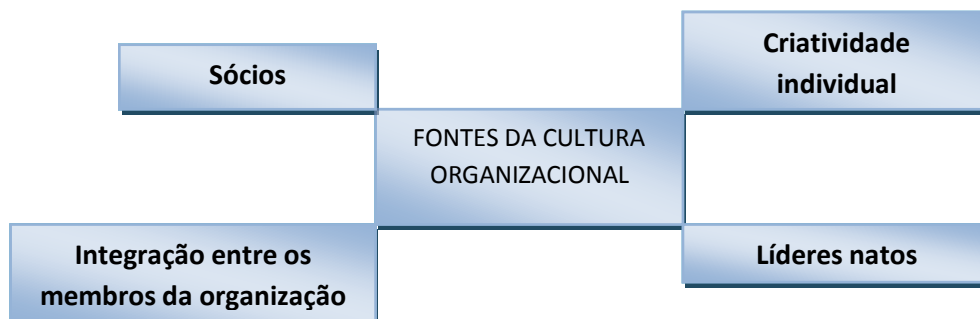 Sócios
Criatividade
individual
FONTES DA CULTURA
ORGANIZACIONAL
Integração entre os
membros da organização
Líderes natos